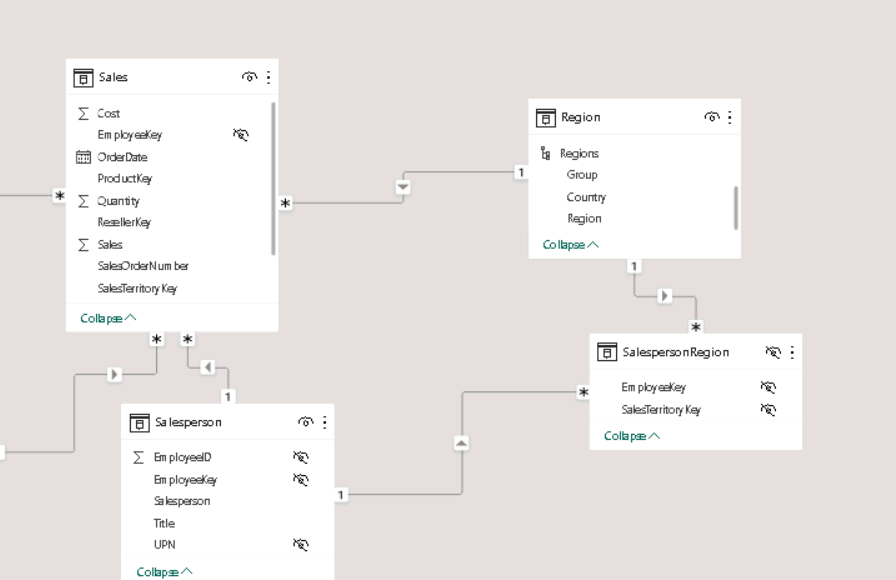 Sales
Cost
EmployeeKey
OrderDate
ProductKey
Quantity
ResellerKey
Sales
SalesOrderNumber
SalesTerritoryKey
Collapse
*
*
1
Region
Regions
Group
Country
Region
Collapse
1
*
*
*
1
SalespersonRegion
EmployeeKey
SalesTerritoryKey
Collapse
*
Salesperson
EmployeeID
EmployeeKey
Salesperson
Title
UPN
Collapse
1